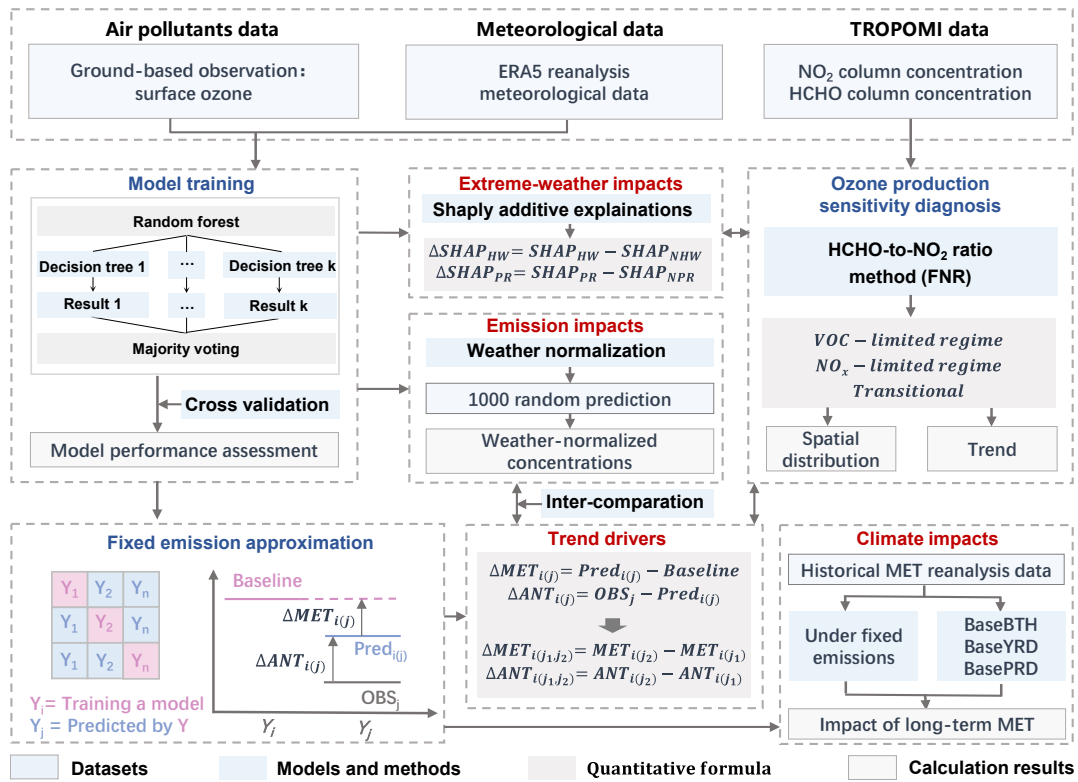 Air pollutants data
Meteorological data
TROPOMI data
Ground-based observation:
surface ozone
ERA5 reanalysis
meteorological data
NO₂ column concentration
HCHO column concentration
Model training
Random forest
Decision tree 1
...
Decision tree k
Result 1
...
Result k
Majority voting
Cross validation
Model performance assessment
Extreme-weather impacts
Shaply additive explainations
ΔSHAP_HW = SHAP_HW − SHAP_NHW
ΔSHAP_PR = SHAP_PR − SHAP_NPR
Emission impacts
Weather normalization
1000 random prediction
Weather-normalized
concentrations
Inter-comparation
Ozone production
sensitivity diagnosis
HCHO-to-NO₂ ratio
method (FNR)
VOC − limited regime
NOₓ − limited regime
Transitional
Spatial
distribution
Trend
Fixed emission approximation
Y₁ Y₂ Yₙ
Y₁ Y₂ Yₙ
Y₁ Y₂ Yₙ
Y_i= Training a model
Y_j = Predicted by Y
Baseline
ΔMET_i(j)
Pred_i(j)
ΔANT_i(j)
OBS_j
Y_i Y_j
Trend drivers
ΔMET_i(j) = Pred_i(j) − Baseline
ΔANT_i(j) = OBS_j − Pred_i(j)
ΔMET_i(j₁,j₂) = MET_i(j₂) − MET_i(j₁)
ΔANT_i(j₁,j₂) = ANT_i(j₂) − ANT_i(j₁)
Climate impacts
Historical MET reanalysis data
Under fixed
emissions
BaseBTH
BaseYRD
BasePRD
Impact of long-term MET
Datasets
Models and methods
Quantitative formula
Calculation results